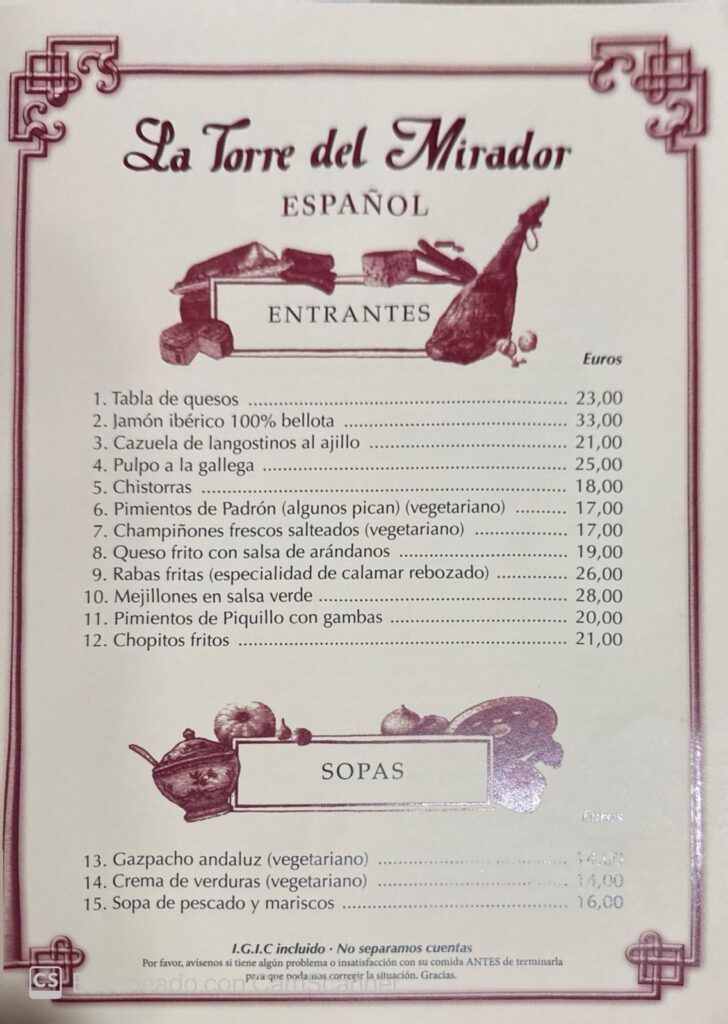 La Torre del Mirador
ESPAÑOL
ENTRANTES
Euros
1. Tabla de quesos ........ 23,00
2. Jamón ibérico 100% bellota ........ 33,00
3. Cazuela de langostinos al ajillo ........ 21,00
4. Pulpo a la gallega ........ 25,00
5. Chistorras ........ 18,00
6. Pimientos de Padrón (algunos pican) (vegetariano) ........ 17,00
7. Champiñones frescos salteados (vegetariano) ........ 17,00
8. Queso frito con salsa de arándanos ........ 19,00
9. Rabas fritas (especialidad de calamar rebozado) ........ 26,00
10. Mejillones en salsa verde ........ 28,00
11. Pimientos de Piquillo con gambas ........ 20,00
12. Chopitos fritos ........ 21,00
SOPAS
Euros
13. Gazpacho andaluz (vegetariano) ........ 14,00
14. Crema de verduras (vegetariano) ........ 14,00
15. Sopa de pescado y mariscos ........ 16,00
I.G.I.C incluido · No separamos cuentas
Por favor, avísenos si tiene algún problema o insatisfacción con su comida ANTES de terminarla
para que podamos corregir la situación. Gracias.
CS Escaneado con CamScanner